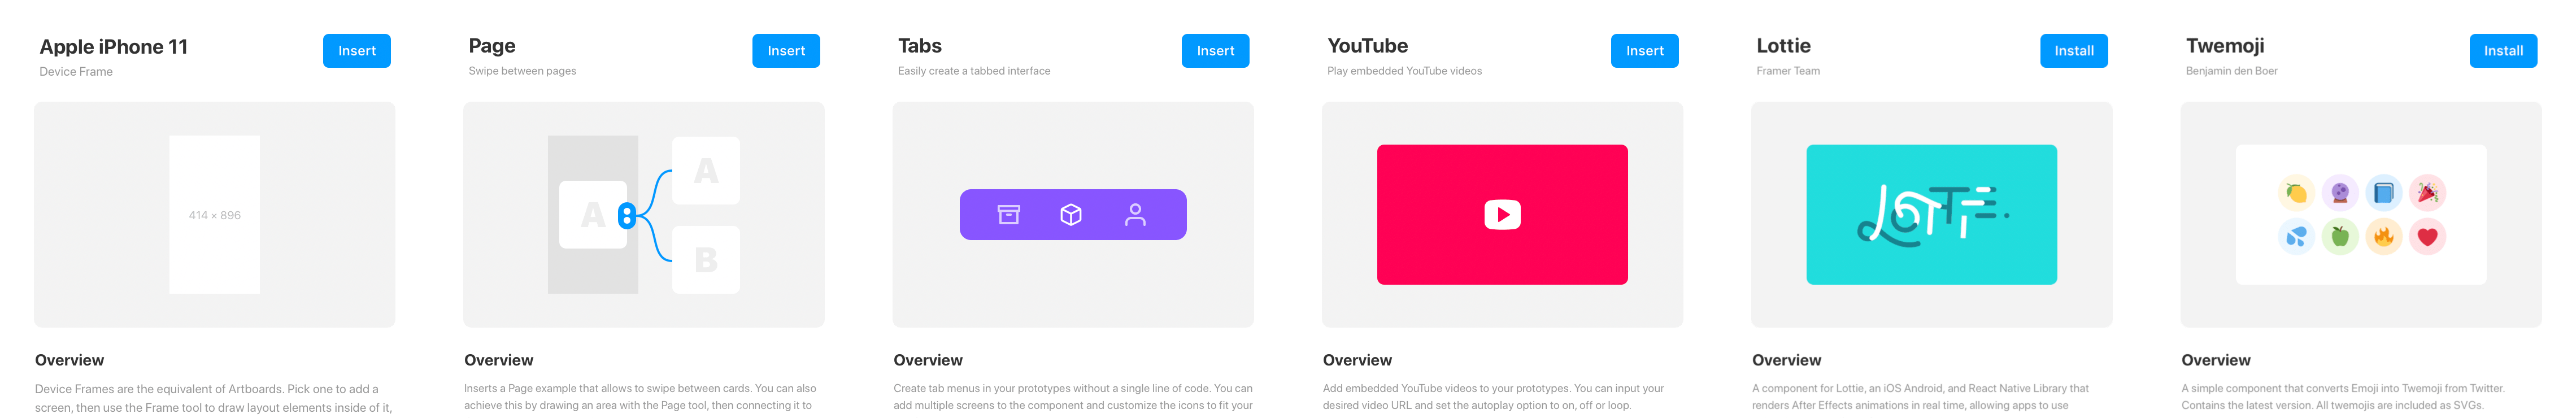 Apple iPhone 11
Insert
Device Frame
414 × 896
Overview
Device Frames are the equivalent of Artboards. Pick one to add a
screen, then use the Frame tool to draw layout elements inside of it,
Page
Insert
Swipe between pages
A
A
B
Overview
Inserts a Page example that allows to swipe between cards. You can also
achieve this by drawing an area with the Page tool, then connecting it to
Tabs
Insert
Easily create a tabbed interface
Overview
Create tab menus in your prototypes without a single line of code. You can
add multiple screens to the component and customize the icons to fit your
YouTube
Insert
Play embedded YouTube videos
Overview
Add embedded YouTube videos to your prototypes. You can input your
desired video URL and set the autoplay option to on, off or loop.
Lottie
Install
Framer Team
LOTTIE
Overview
A component for Lottie, an iOS Android, and React Native Library that
renders After Effects animations in real time, allowing apps to use
Twemoji
Install
Benjamin den Boer
Overview
A simple component that converts Emoji into Twemoji from Twitter.
Contains the latest version. All twemojis are included as SVGs.